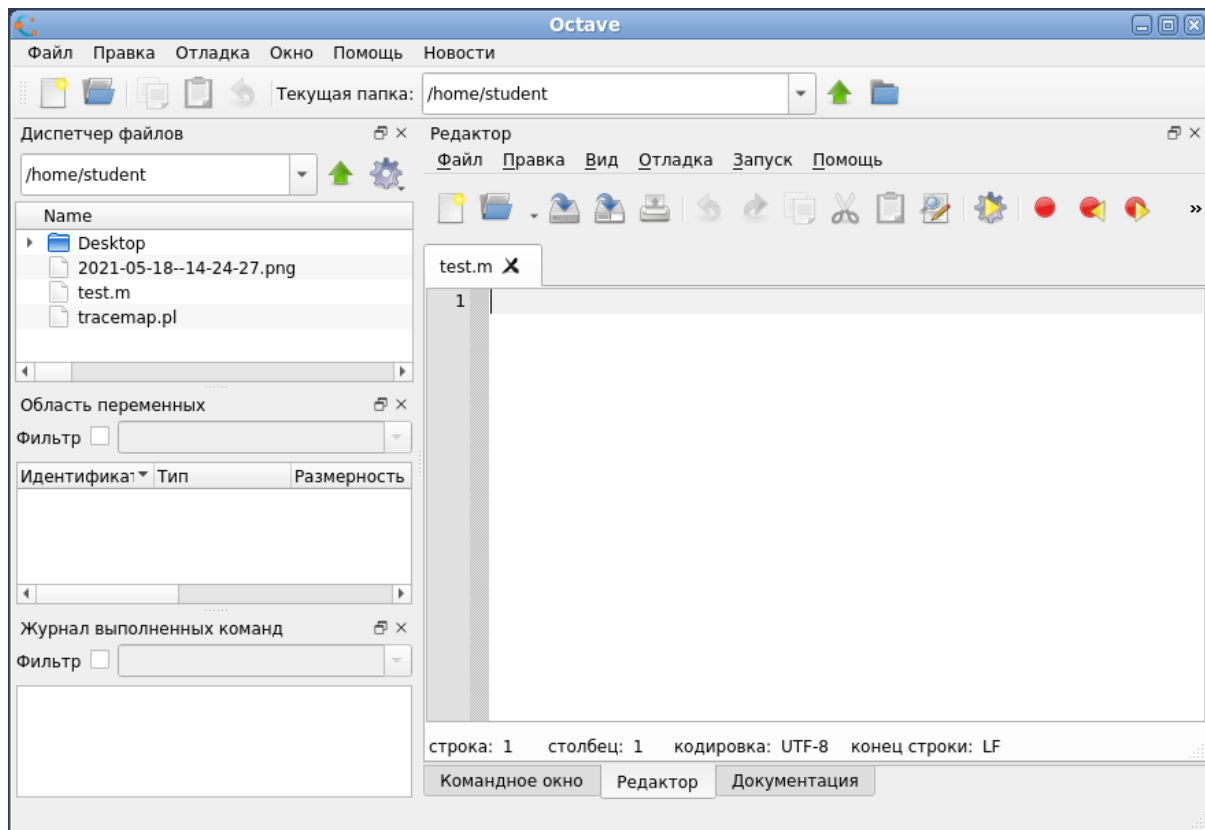 Octave
Файл Правка Отладка Окно Помощь Новости
Текущая папка: /home/student
Диспетчер файлов
/home/student
Name
Desktop
2021-05-18--14-24-27.png
test.m
tracemap.pl
Область переменных
Фильтр
Идентификат Тип Размерность
Журнал выполненных команд
Фильтр
Редактор
Файл Правка Вид Отладка Запуск Помощь
»
test.m
1
строка: 1 столбец: 1 кодировка: UTF-8 конец строки: LF
Командное окно Редактор Документация